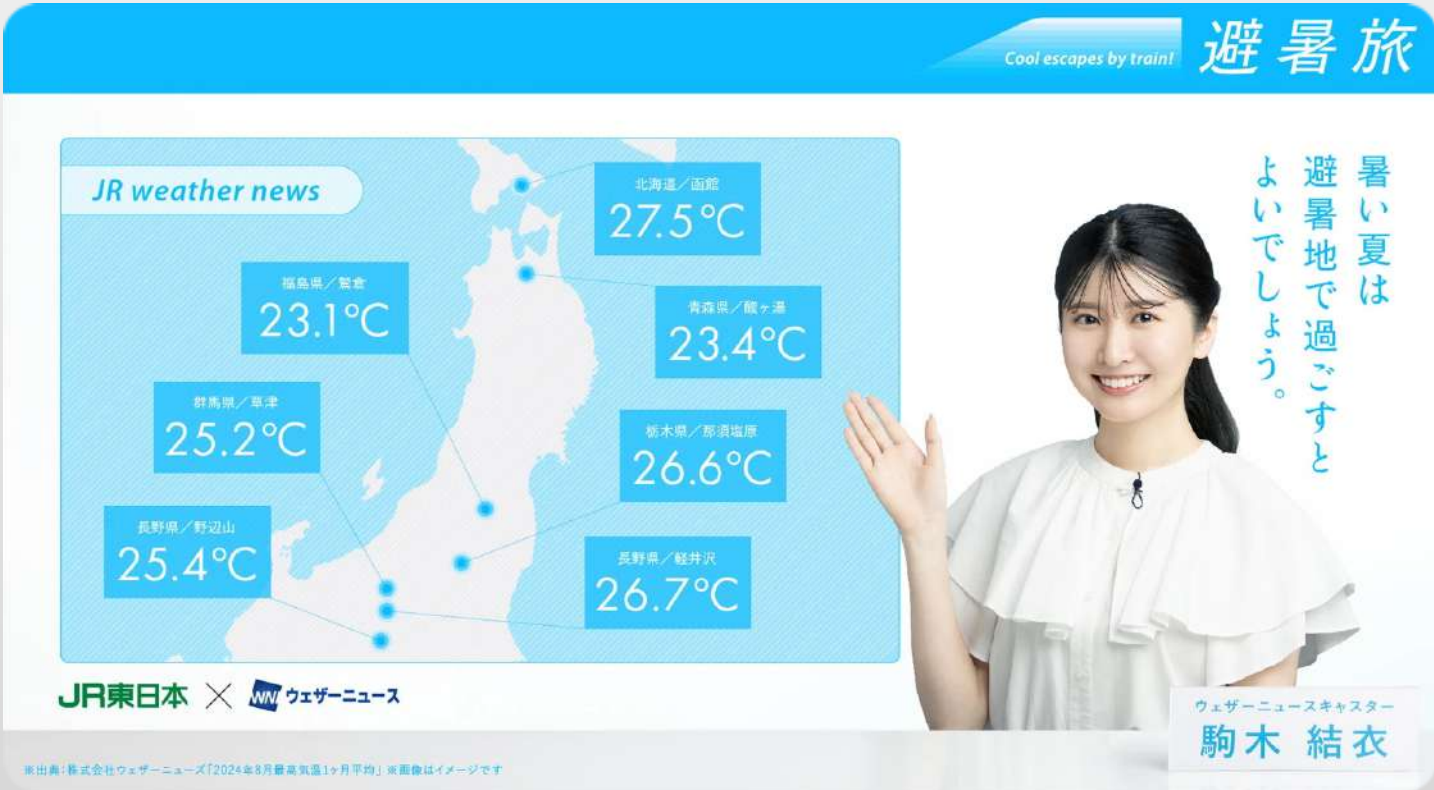 Cool escapes by train!
避暑旅
JR weather news
北海道／函館
27.5℃
福島県／鷲倉
23.1℃
青森県／酸ヶ湯
23.4℃
群馬県／草津
25.2℃
栃木県／那須塩原
26.6℃
長野県／野辺山
25.4℃
長野県／軽井沢
26.7℃
暑い夏は
避暑地で過ごすと
よいでしょう。
JR東日本 × WNI ウェザーニュース
ウェザーニュースキャスター
駒木 結衣
※出典：株式会社ウェザーニューズ「2024年8月最高気温1ヶ月平均」 ※画像はイメージです